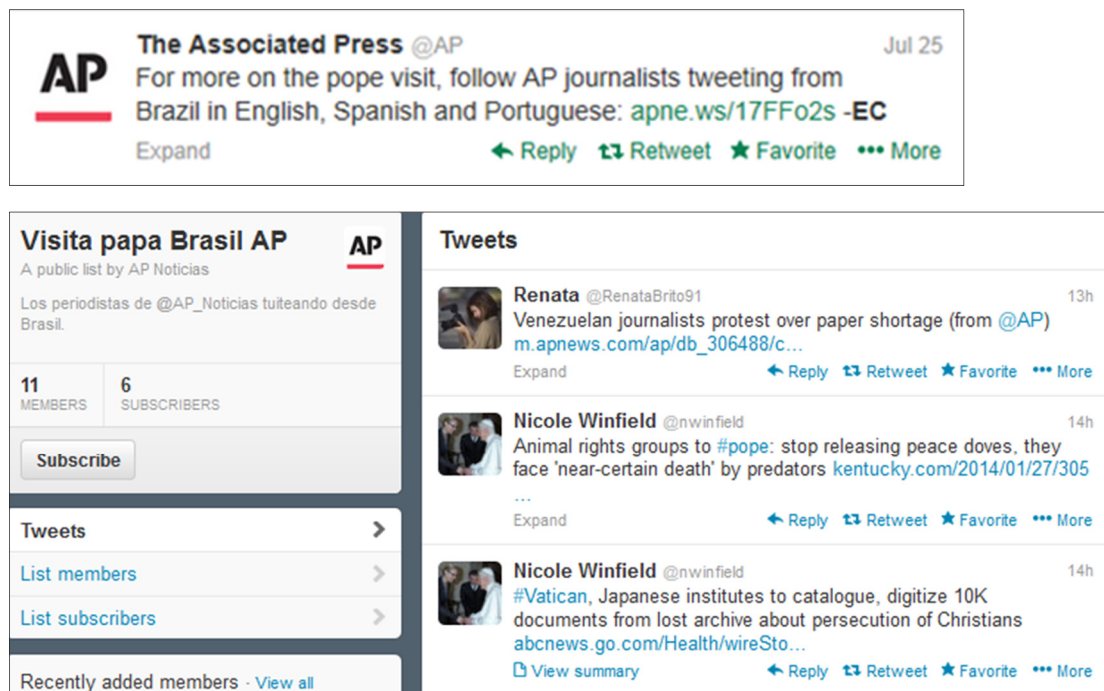 AP
The Associated Press @AP Jul 25
For more on the pope visit, follow AP journalists tweeting from
Brazil in English, Spanish and Portuguese: apne.ws/17FFo2s -EC
Expand Reply Retweet Favorite More
Visita papa Brasil AP AP
A public list by AP Noticias
Los periodistas de @AP_Noticias tuiteando desde
Brasil.
11 6
MEMBERS SUBSCRIBERS
Subscribe
Tweets
List members
List subscribers
Recently added members · View all
Tweets
Renata @RenataBrito91 13h
Venezuelan journalists protest over paper shortage (from @AP)
m.apnews.com/ap/db_306488/c...
Expand Reply Retweet Favorite More
Nicole Winfield @nwinfield 14h
Animal rights groups to #pope: stop releasing peace doves, they
face 'near-certain death' by predators kentucky.com/2014/01/27/305
...
Expand Reply Retweet Favorite More
Nicole Winfield @nwinfield 14h
#Vatican, Japanese institutes to catalogue, digitize 10K
documents from lost archive about persecution of Christians
abcnews.go.com/Health/wireSto...
View summary Reply Retweet Favorite More